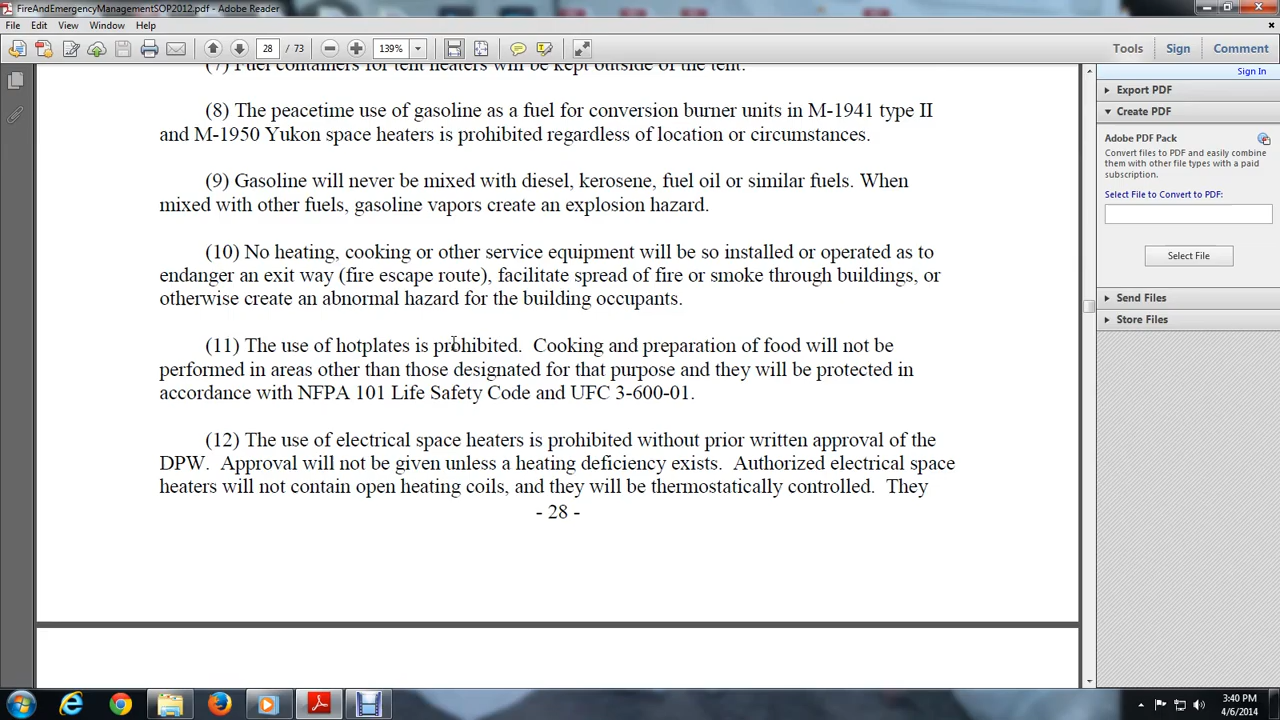 FireAndEmergencyManagementSOP2012.pdf - Adobe Reader
File Edit View Window Help
28 / 73 139% Tools Sign Comment
Sign In
Export PDF
Create PDF
Adobe PDF Pack
Convert files to PDF and easily combine
them with other file types with a paid
subscription.
Select File to Convert to PDF:
Select File
Send Files
Store Files
(7) Fuel containers for tent heaters will be kept outside of the tent.
(8) The peacetime use of gasoline as a fuel for conversion burner units in M-1941 type II
and M-1950 Yukon space heaters is prohibited regardless of location or circumstances.
(9) Gasoline will never be mixed with diesel, kerosene, fuel oil or similar fuels. When
mixed with other fuels, gasoline vapors create an explosion hazard.
(10) No heating, cooking or other service equipment will be so installed or operated as to
endanger an exit way (fire escape route), facilitate spread of fire or smoke through buildings, or
otherwise create an abnormal hazard for the building occupants.
(11) The use of hotplates is prohibited. Cooking and preparation of food will not be
performed in areas other than those designated for that purpose and they will be protected in
accordance with NFPA 101 Life Safety Code and UFC 3-600-01.
(12) The use of electrical space heaters is prohibited without prior written approval of the
DPW. Approval will not be given unless a heating deficiency exists. Authorized electrical space
heaters will not contain open heating coils, and they will be thermostatically controlled. They
- 28 -
3:40 PM
4/6/2014